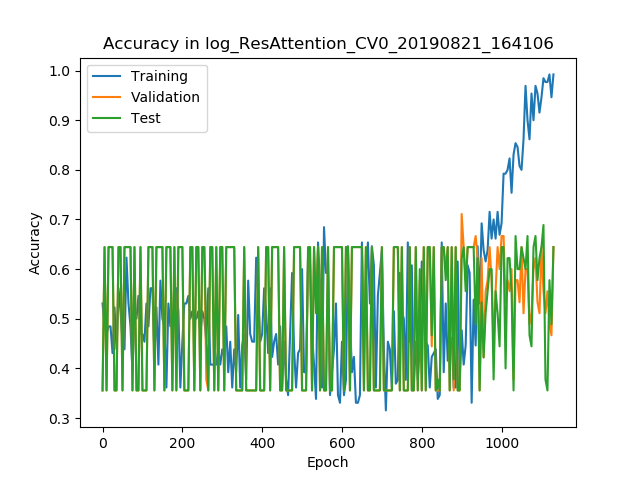 Accuracy in log_ResAttention_CV0_20190821_164106
Training
Validation
Test
Accuracy
1.0
0.9
0.8
0.7
0.6
0.5
0.4
0.3
0 200 400 600 800 1000
Epoch